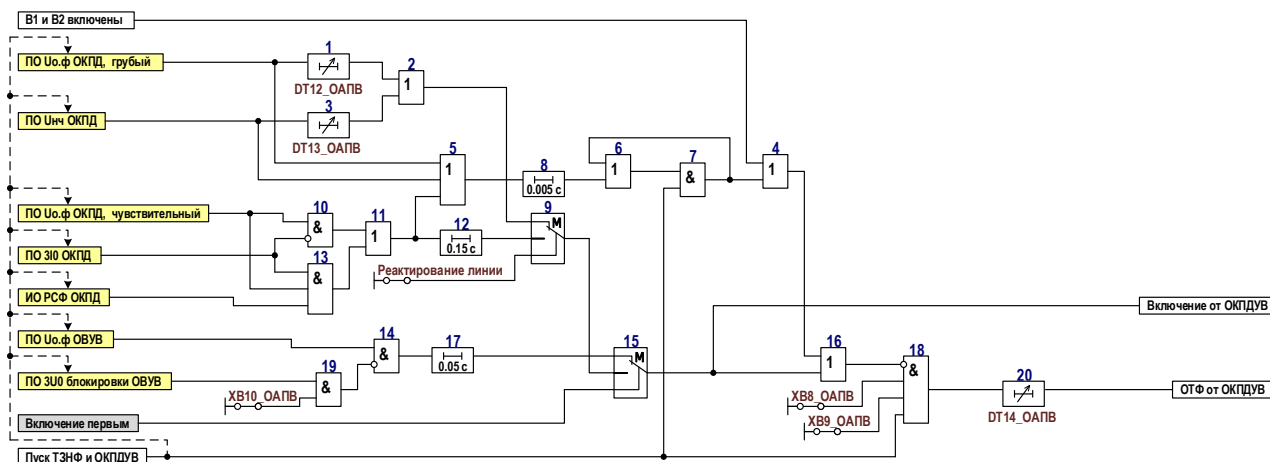 В1 и В2 включены
ПО Uо.ф ОКПД, грубый
1
DT12_ОАПВ
2
1
ПО Uнч ОКПД
3
DT13_ОАПВ
5
1
8
0.005 с
6
1
7
&
4
1
ПО Uо.ф ОКПД, чувствительный
10
&
11
1
12
0.15 с
9
М
ПО 3I0 ОКПД
13
&
Реактирование линии
ИО РСФ ОКПД
Включение от ОКПДУВ
ПО Uо.ф ОВУВ
14
&
17
0.05 с
15
М
16
1
18
&
ПО 3U0 блокировки ОВУВ
19
&
ХВ10_ОАПВ
ХВ8_ОАПВ
20
DT14_ОАПВ
ОТФ от ОКПДУВ
Включение первым
ХВ9_ОАПВ
Пуск ТЗНФ и ОКПДУВ